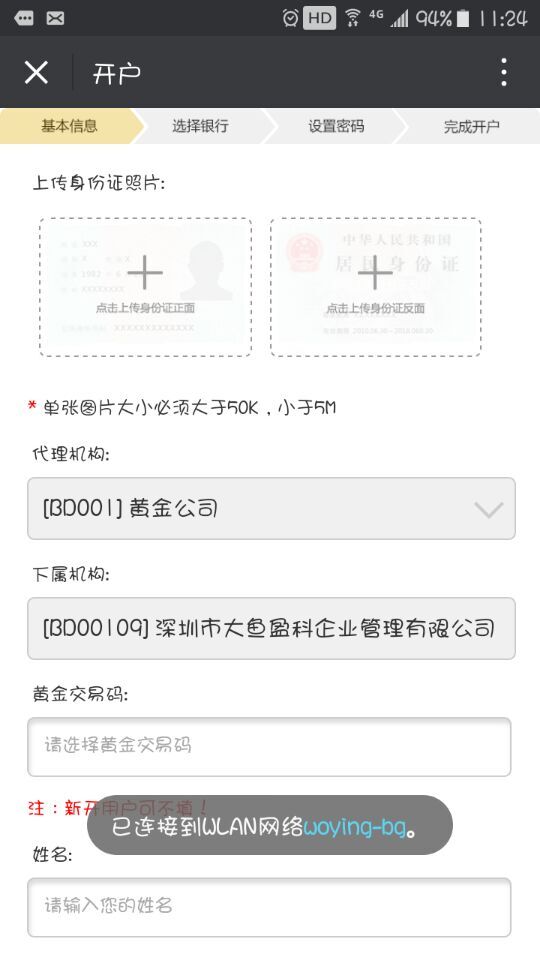 HD 4G 94% 11:24
开户
基本信息 选择银行 设置密码 完成开户
上传身份证照片:
点击上传身份证正面
中华人民共和国
居民身份证
点击上传身份证反面
* 单张图片大小必须大于50K，小于5M
代理机构:
[BD001] 黄金公司
下属机构:
[BD00109] 深圳市大鱼盈科企业管理有限公司
黄金交易码:
请选择黄金交易码
注：新开用户可不填！
已连接到WLAN网络woying-bg。
姓名:
请输入您的姓名